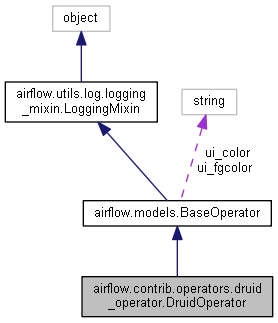 object
airflow.utils.log.logging
_mixin.LoggingMixin
string
ui_color
ui_fgcolor
airflow.models.BaseOperator
airflow.contrib.operators.druid
_operator.DruidOperator